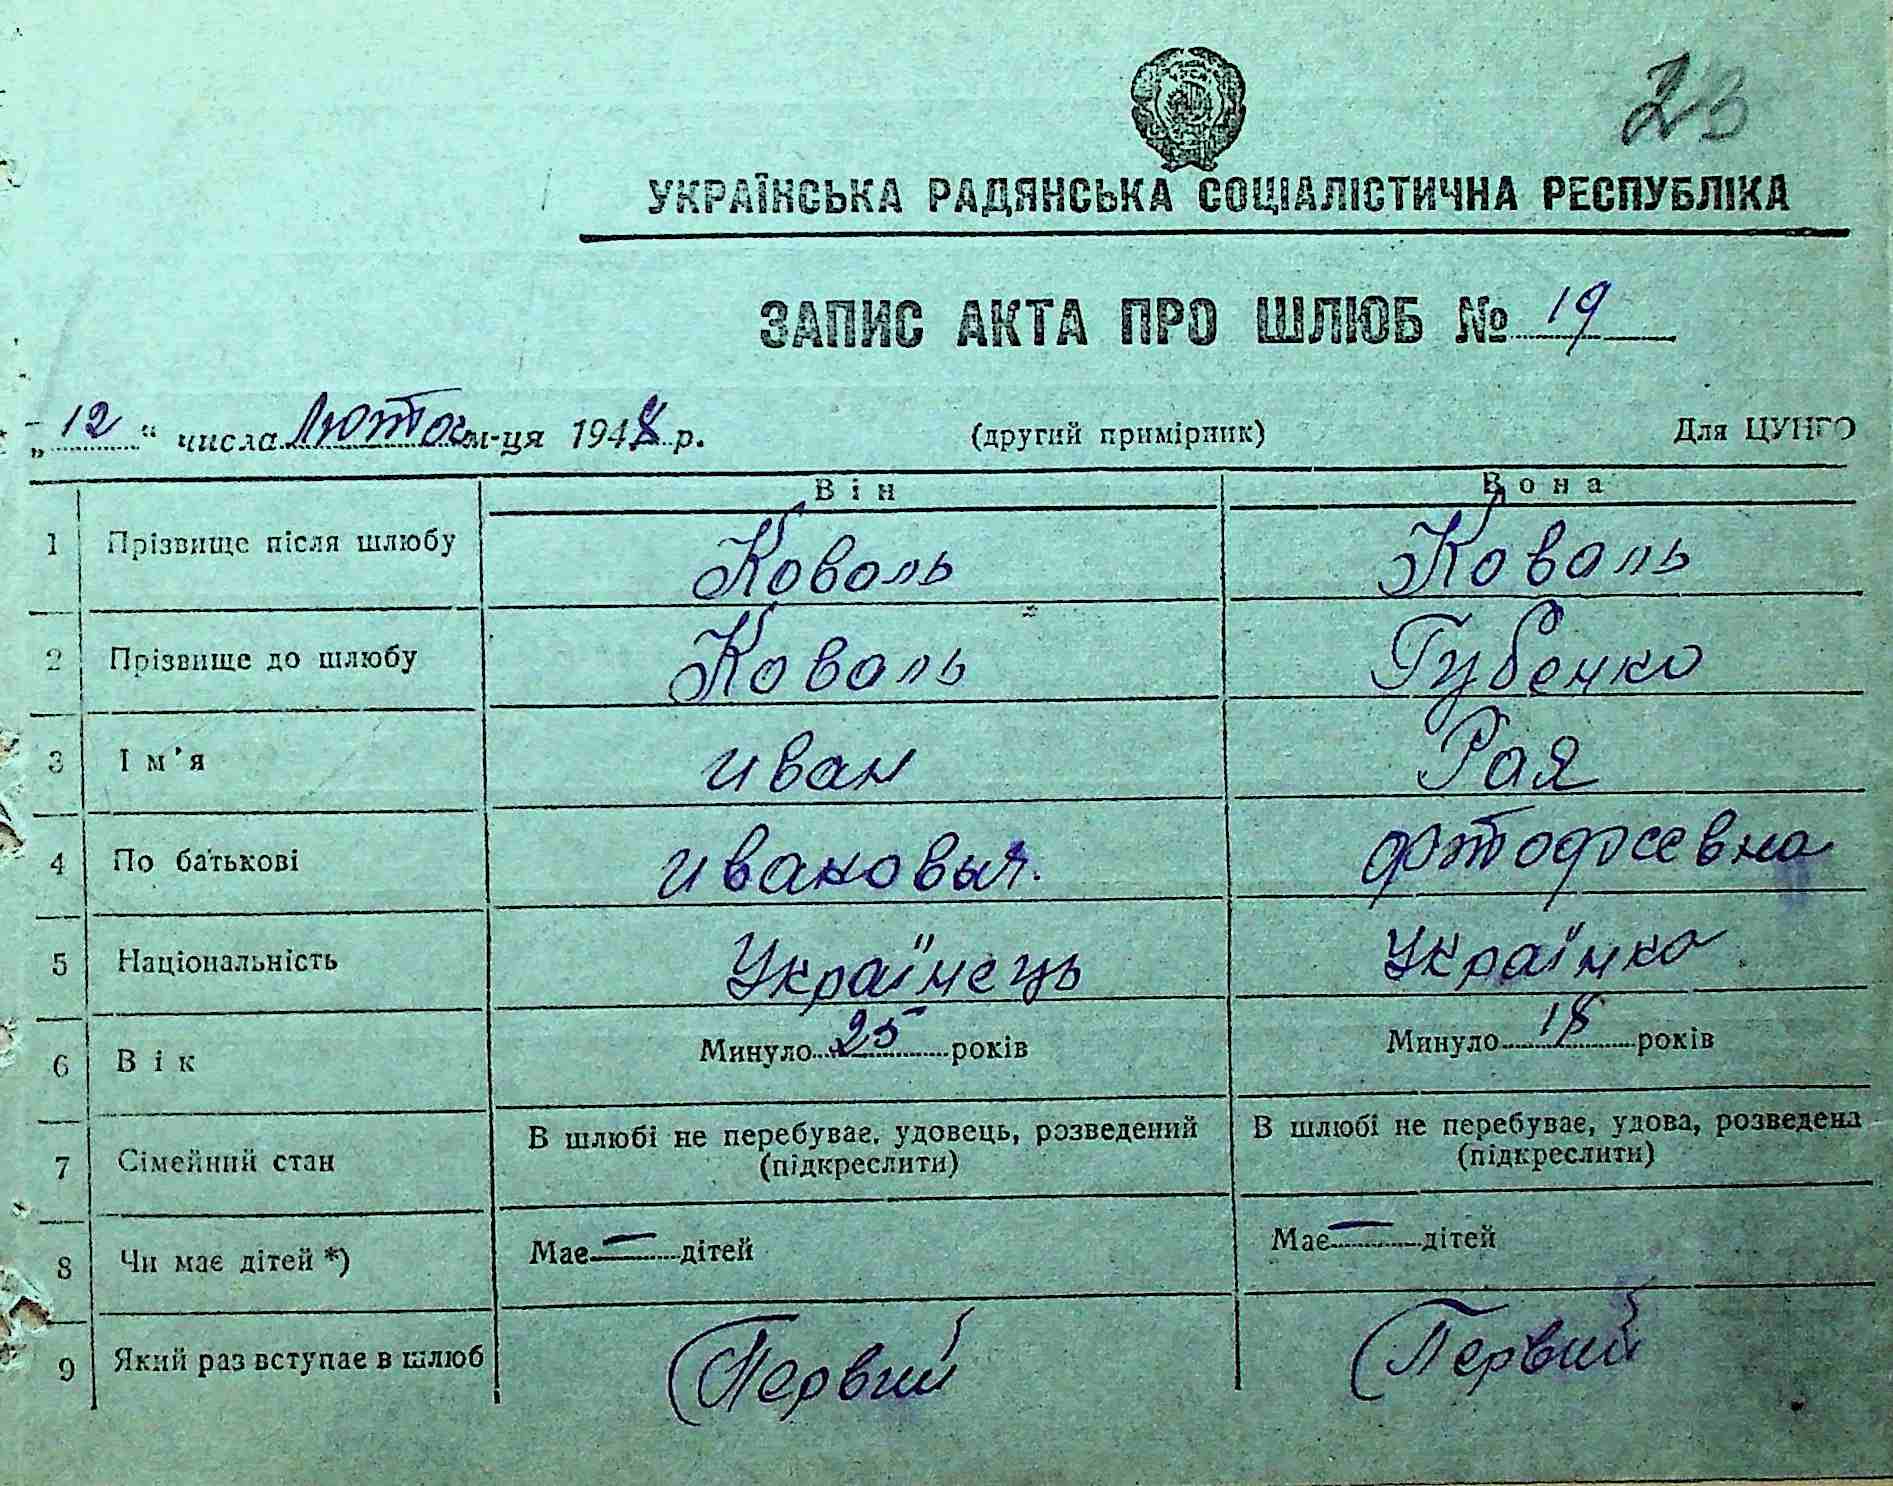 23
УКРАЇНСЬКА РАДЯНСЬКА СОЦІАЛІСТИЧНА РЕСПУБЛІКА
ЗАПИС АКТА ПРО ШЛЮБ № 19
„12“ числа лютого м-ця 1948 р. (другий примірник) Для ЦУНГО
Він Вона
1 Прізвище після шлюбу Коваль Коваль
2 Прізвище до шлюбу Коваль Губенко
3 Ім'я иван Рая
4 По батькові ивановыч.
5 Національність Українець Українка
6 Вік Минуло 25 років Минуло 18 років
7 Сімейний стан В шлюбі не перебуває, удовець, розведений (підкреслити) В шлюбі не перебуває, удова, розведена (підкреслити)
8 Чи має дітей *) Має — дітей Має — дітей
9 Який раз вступає в шлюб Первий Первий